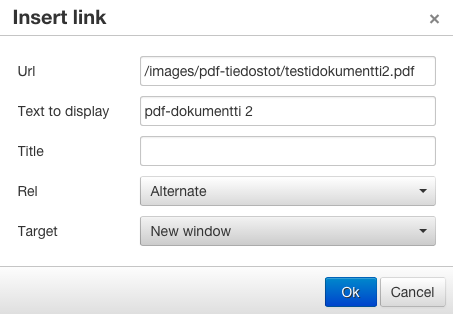 Insert link ×
Url /images/pdf-tiedostot/testidokumentti2.pdf
Text to display pdf-dokumentti 2
Title
Rel Alternate
Target New window
Ok Cancel